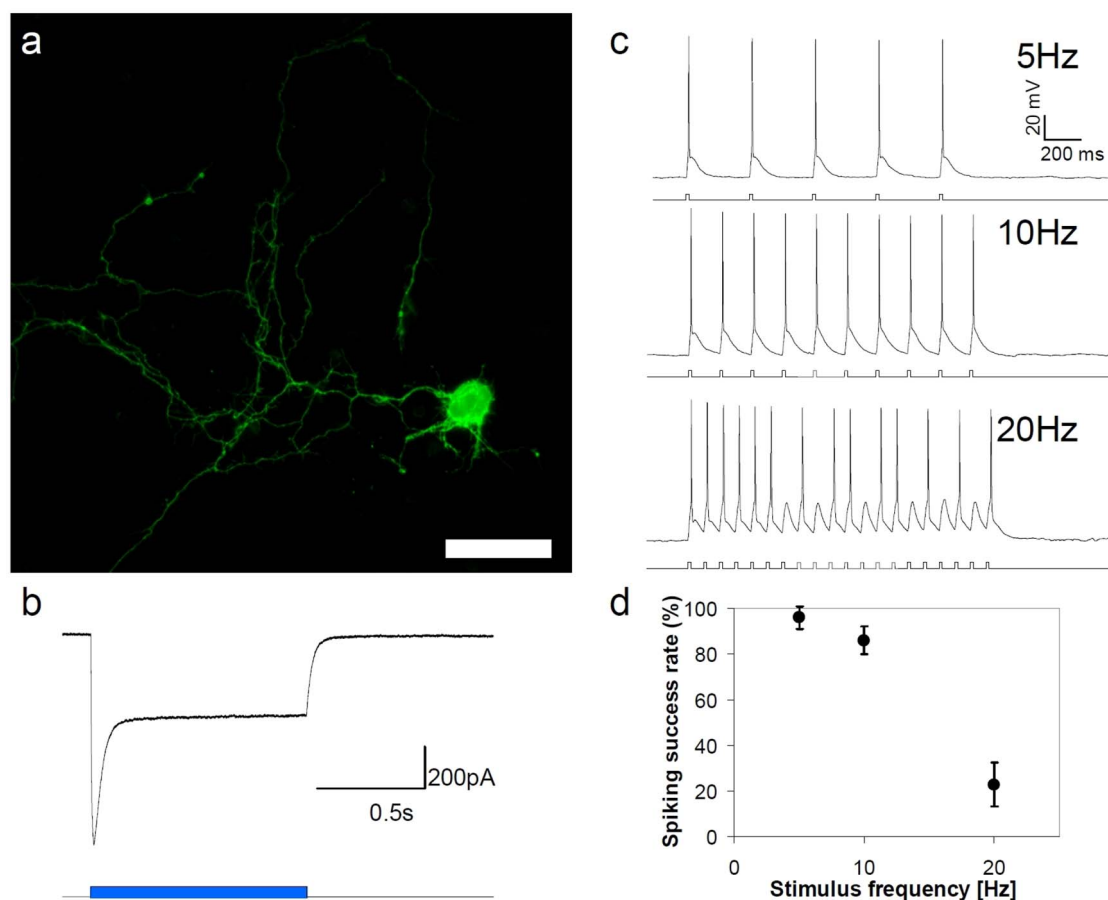 a
b
200pA
0.5s
c
5Hz
20 mV
200 ms
10Hz
20Hz
d
Spiking success rate (%)
100
80
60
40
20
0
0 10 20
Stimulus frequency [Hz]